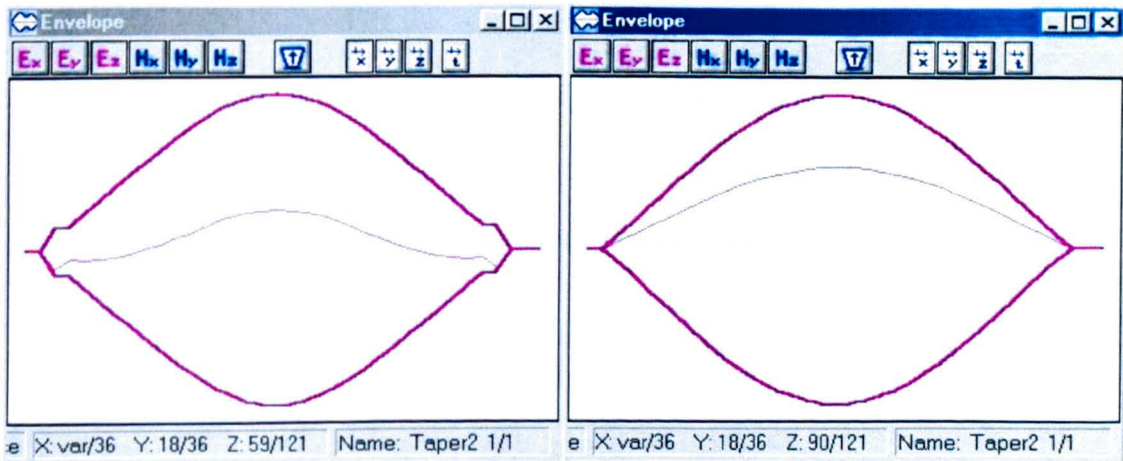 Envelope
Ex Ey Ez Hx Hy Hz x y z t
X: var/36 Y: 18/36 Z: 59/121 Name: Taper2 1/1
Envelope
Ex Ey Ez Hx Hy Hz x y z t
e X: var/36 Y: 18/36 Z: 90/121 Name: Taper2 1/1